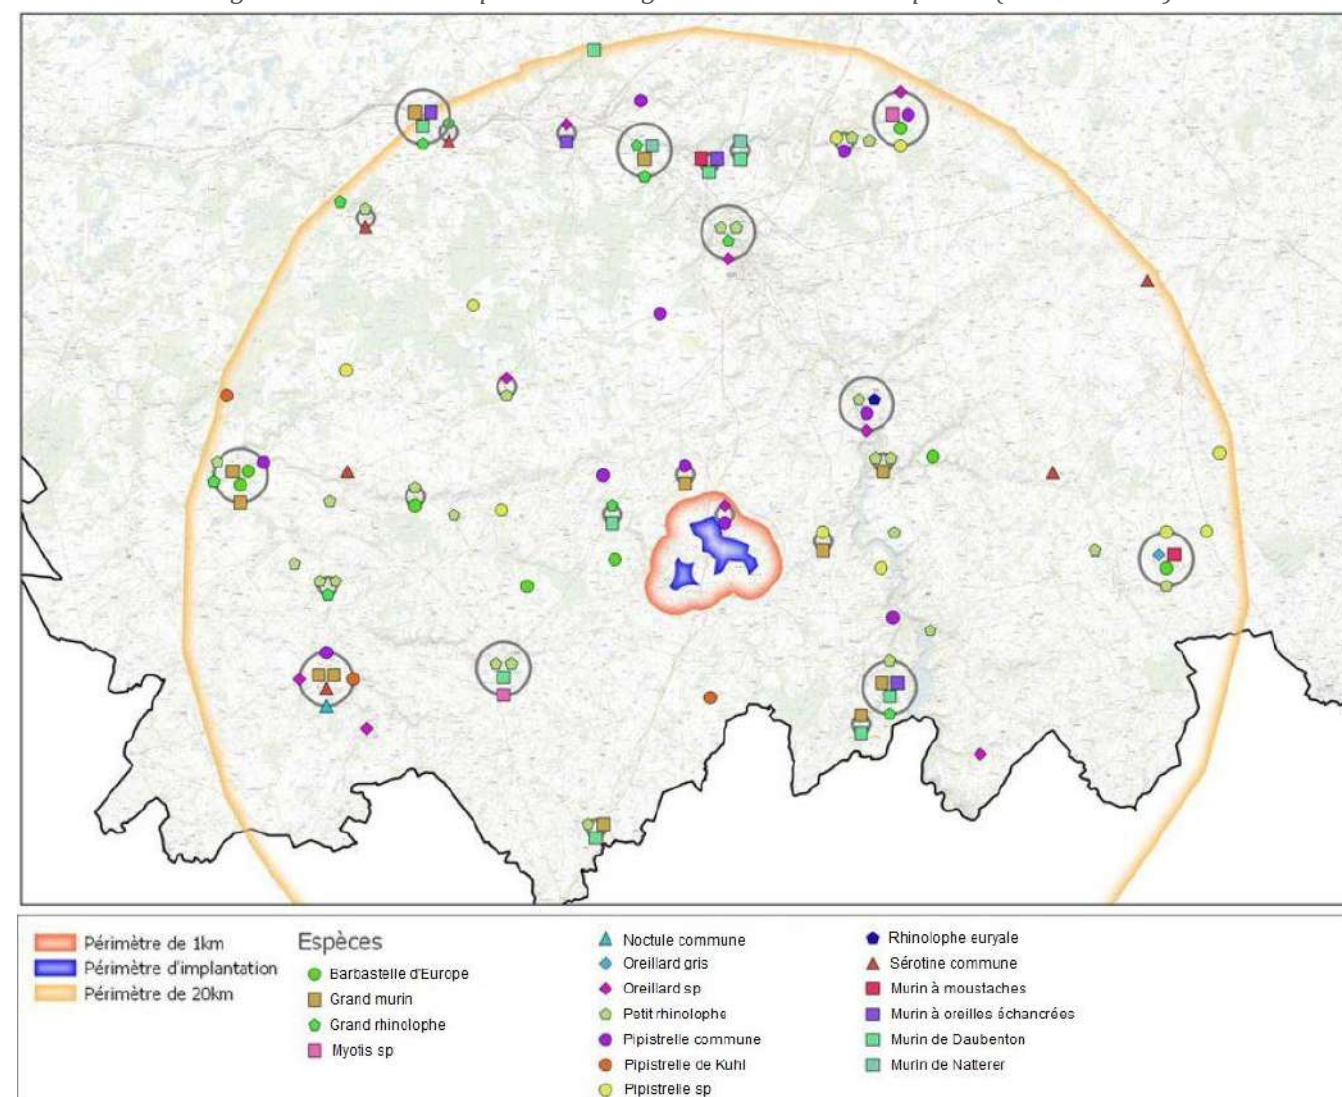 Périmètre de 1km
Périmètre d'implantation
Périmètre de 20km
Espèces
Barbastelle d'Europe
Grand murin
Grand rhinolophe
Myotis sp
Noctule commune
Oreillard gris
Oreillard sp
Petit rhinolophe
Pipistrelle commune
Pipistrelle de Kuhl
Pipistrelle sp
Rhinolophe euryale
Sérotine commune
Murin à moustaches
Murin à oreilles échancrées
Murin de Daubenton
Murin de Natterer